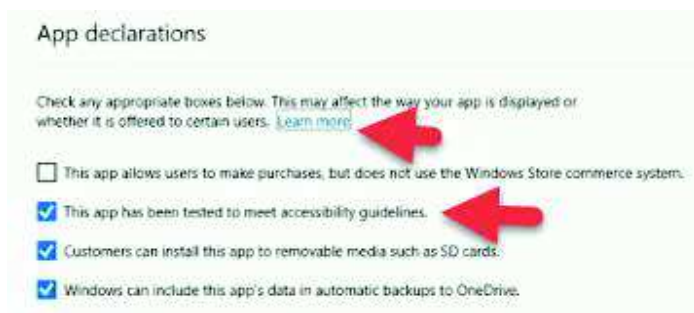 App declarations
Check any appropriate boxes below. This may affect the way your app is displayed or
whether it is offered to certain users. Learn more
This app allows users to make purchases, but does not use the Windows Store commerce system.
This app has been tested to meet accessibility guidelines.
Customers can install this app to removable media such as SD cards.
Windows can include this app's data in automatic backups to OneDrive.